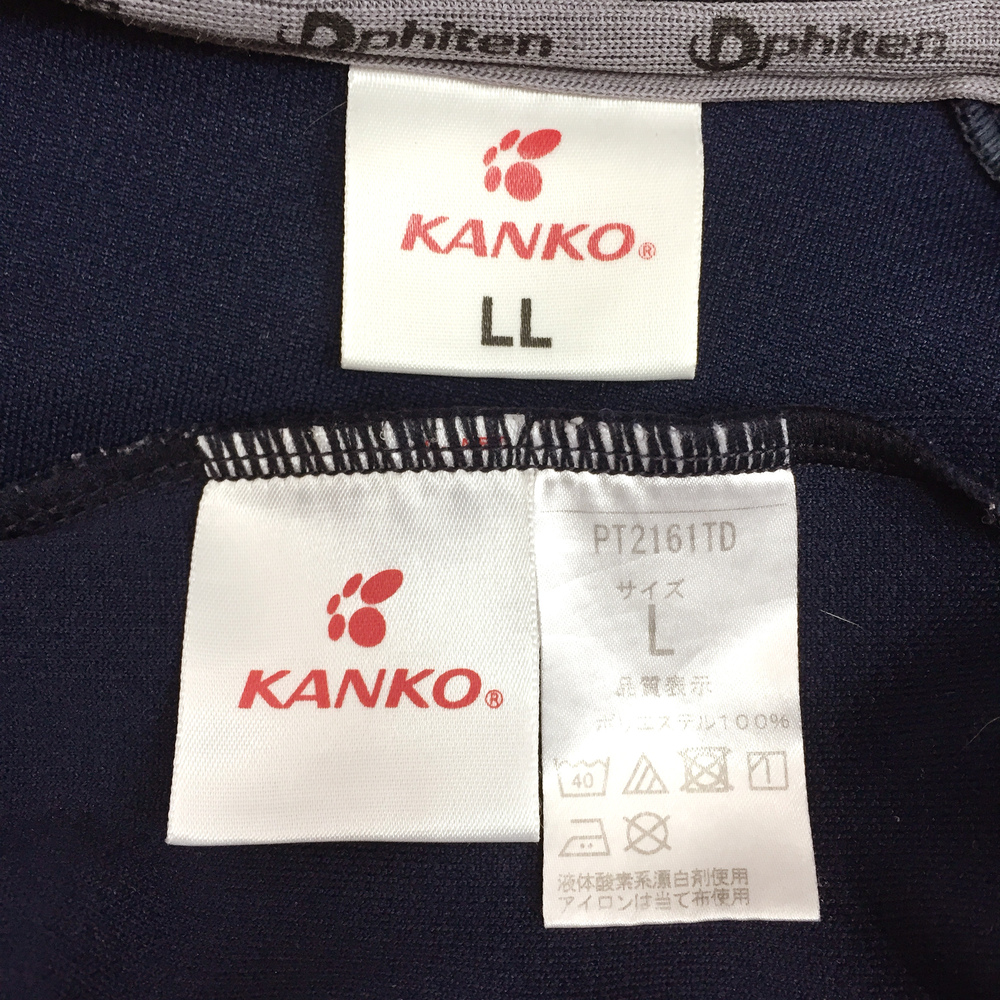 phiten phiten
KANKO®
LL
KANKO®
PT2161TD
サイズ
L
品質表示
ポリエステル100%
40
液体酸素系漂白剤使用
アイロンは当て布使用